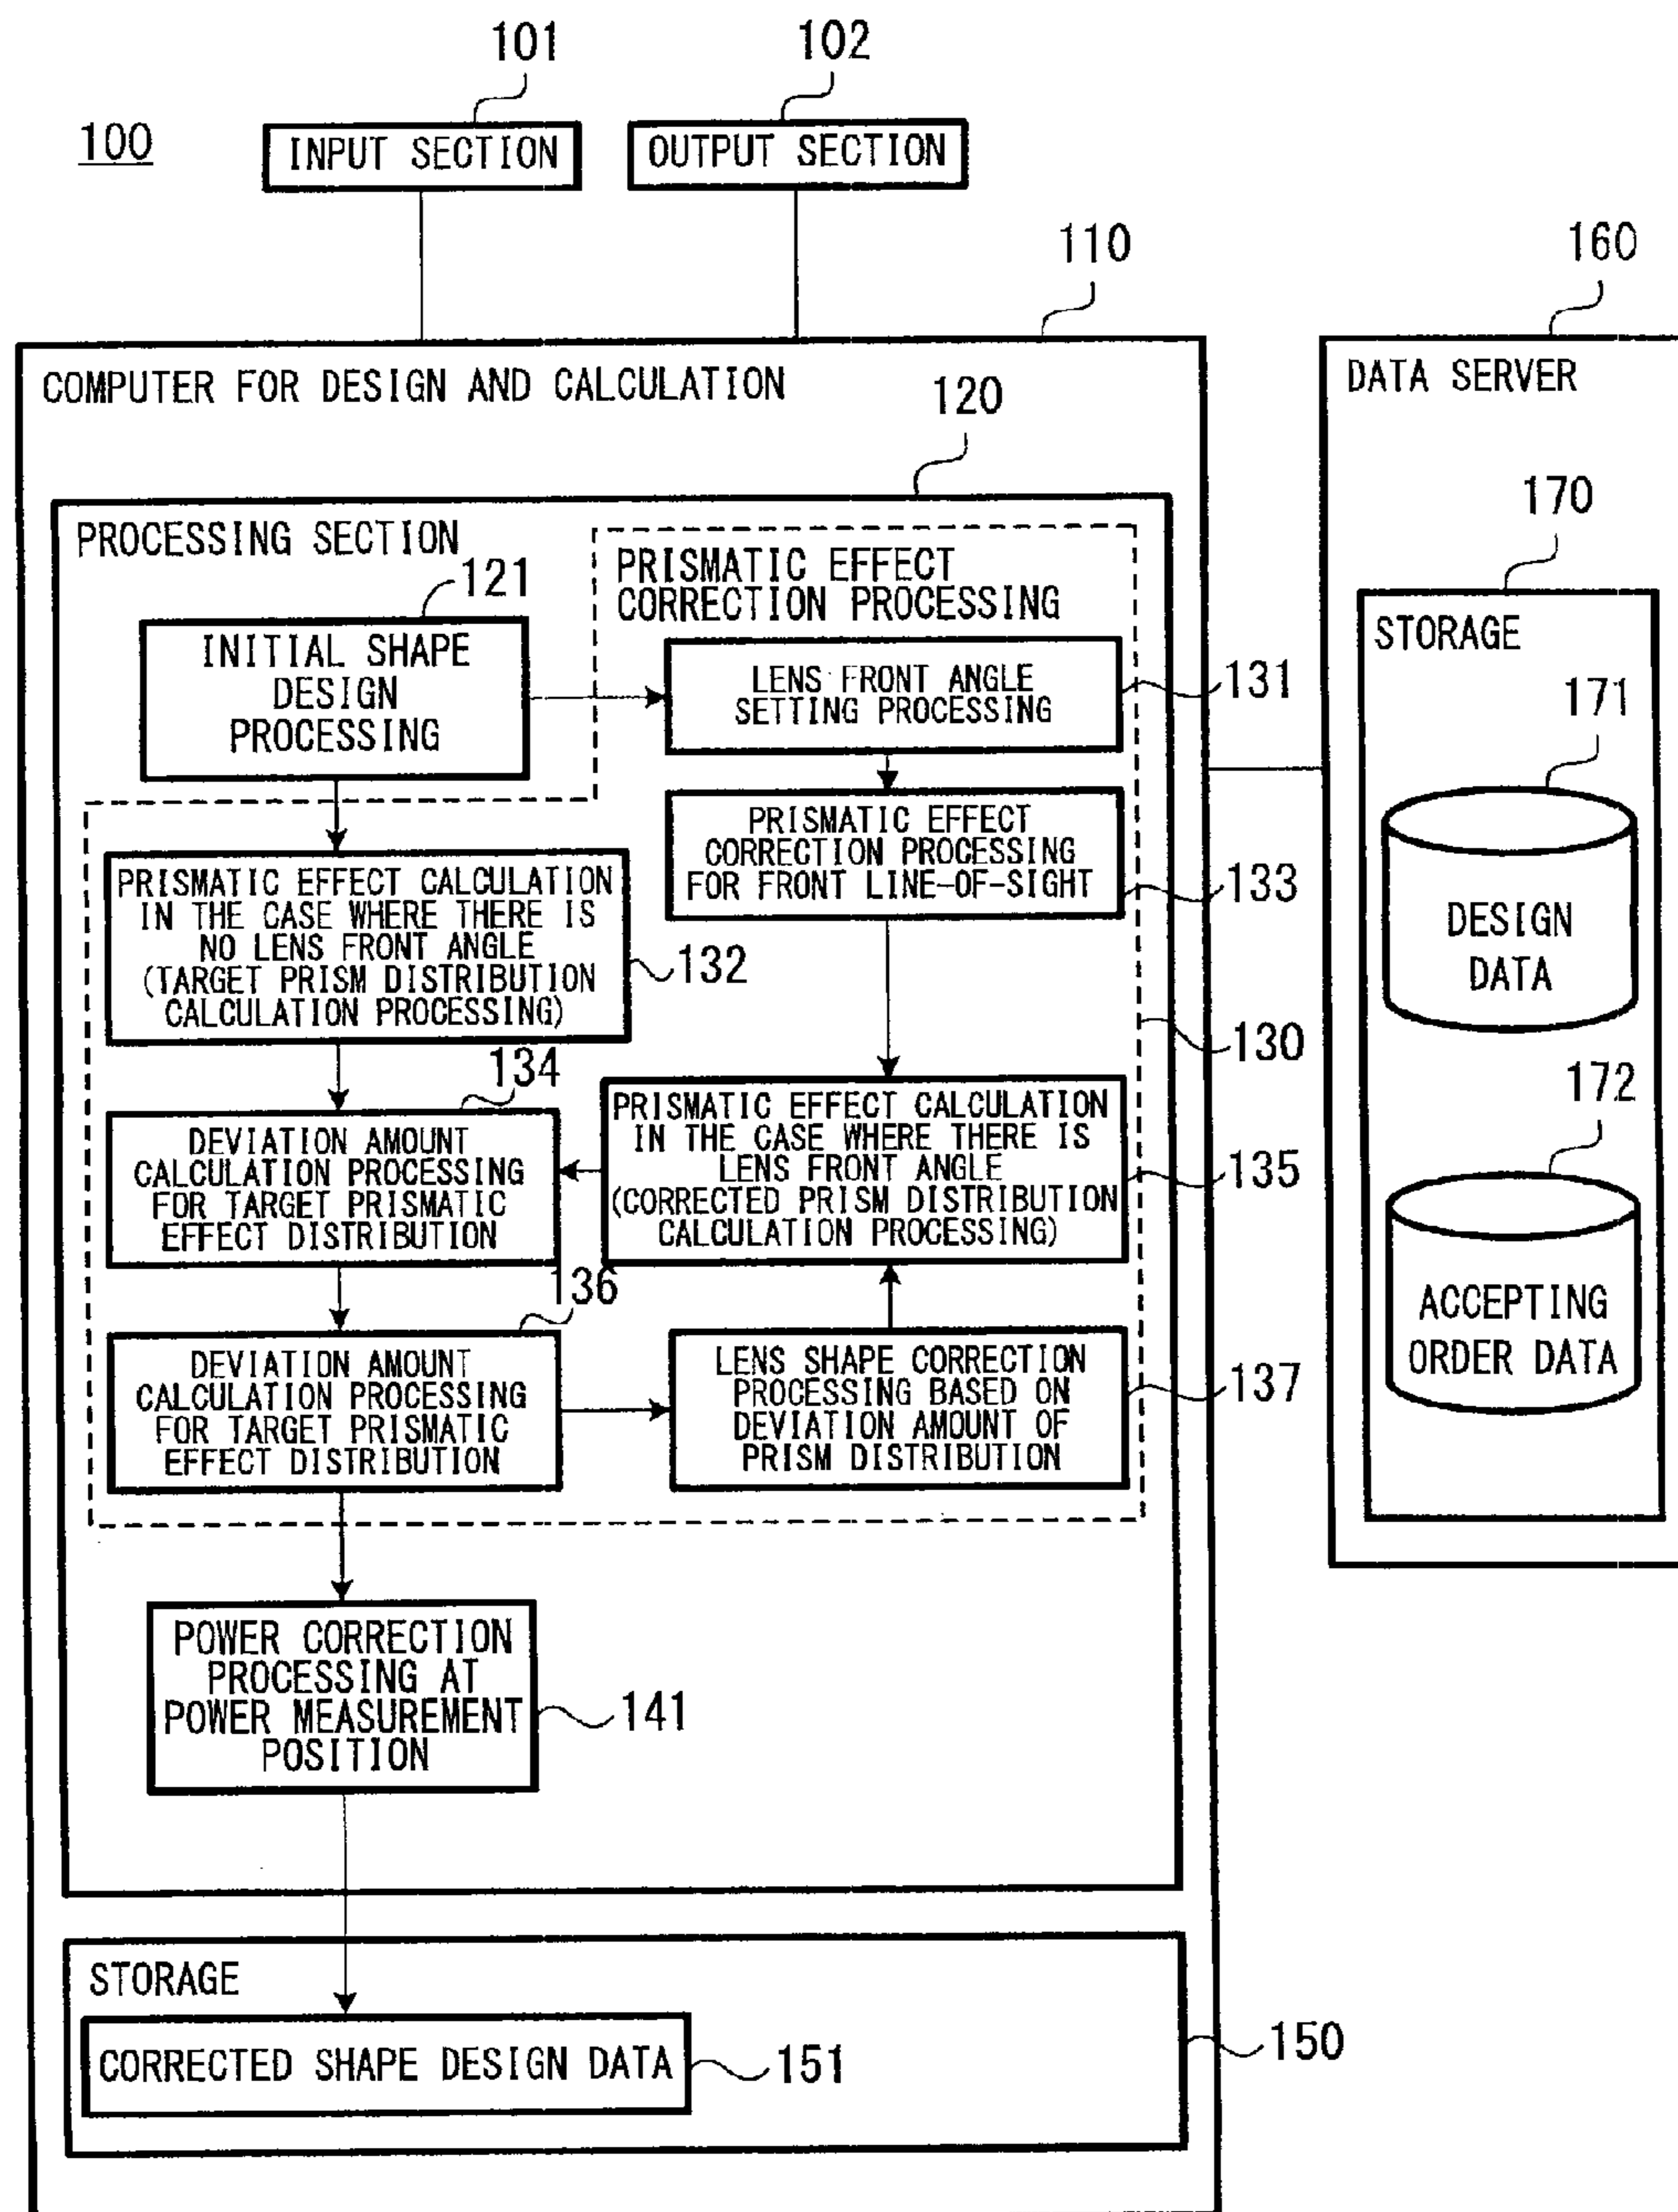 101
102
100
INPUT SECTION
OUTPUT SECTION
110
160
COMPUTER FOR DESIGN AND CALCULATION
120
DATA SERVER
PROCESSING SECTION
170
PRISMATIC EFFECT
CORRECTION PROCESSING
121
STORAGE
INITIAL SHAPE
DESIGN
PROCESSING
LENS FRONT ANGLE
SETTING PROCESSING
131
171
PRISMATIC EFFECT
CORRECTION PROCESSING
FOR FRONT LINE-OF-SIGHT
133
PRISMATIC EFFECT CALCULATION
IN THE CASE WHERE THERE IS
NO LENS FRONT ANGLE
(TARGET PRISM DISTRIBUTION
CALCULATION PROCESSING)
132
DESIGN
DATA
130
134
172
DEVIATION AMOUNT
CALCULATION PROCESSING
FOR TARGET PRISMATIC
EFFECT DISTRIBUTION
PRISMATIC EFFECT CALCULATION
IN THE CASE WHERE THERE IS
LENS FRONT ANGLE
(CORRECTED PRISM DISTRIBUTION
CALCULATION PROCESSING)
135
136
ACCEPTING
ORDER DATA
DEVIATION AMOUNT
CALCULATION PROCESSING
FOR TARGET PRISMATIC
EFFECT DISTRIBUTION
LENS SHAPE CORRECTION
PROCESSING BASED ON
DEVIATION AMOUNT OF
PRISM DISTRIBUTION
137
POWER CORRECTION
PROCESSING AT
POWER MEASUREMENT
POSITION
141
STORAGE
150
CORRECTED SHAPE DESIGN DATA
151